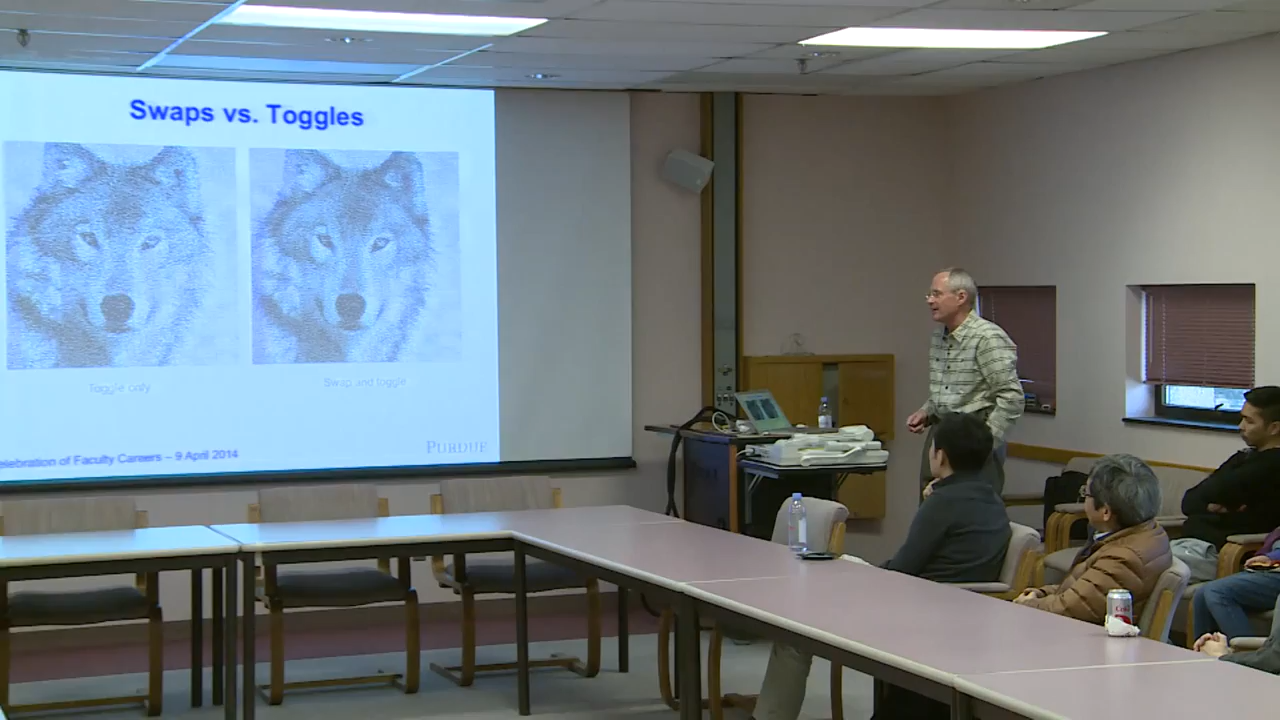 Swaps vs. Toggles
Toggle only
Swap and toggle
PURDUE
elebration of Faculty Careers – 9 April 2014